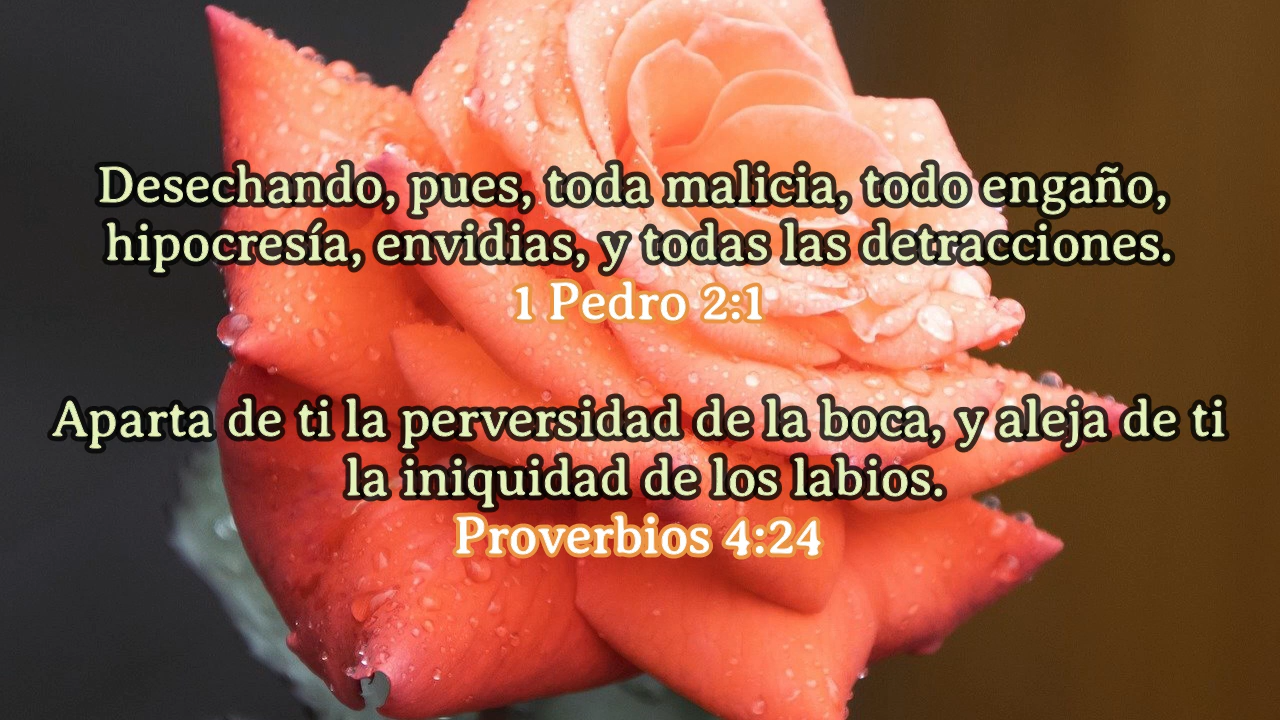 Desechando, pues, toda malicia, todo engaño,
hipocresía, envidias, y todas las detracciones.
1 Pedro 2:1
Aparta de ti la perversidad de la boca, y aleja de ti
la iniquidad de los labios.
Proverbios 4:24